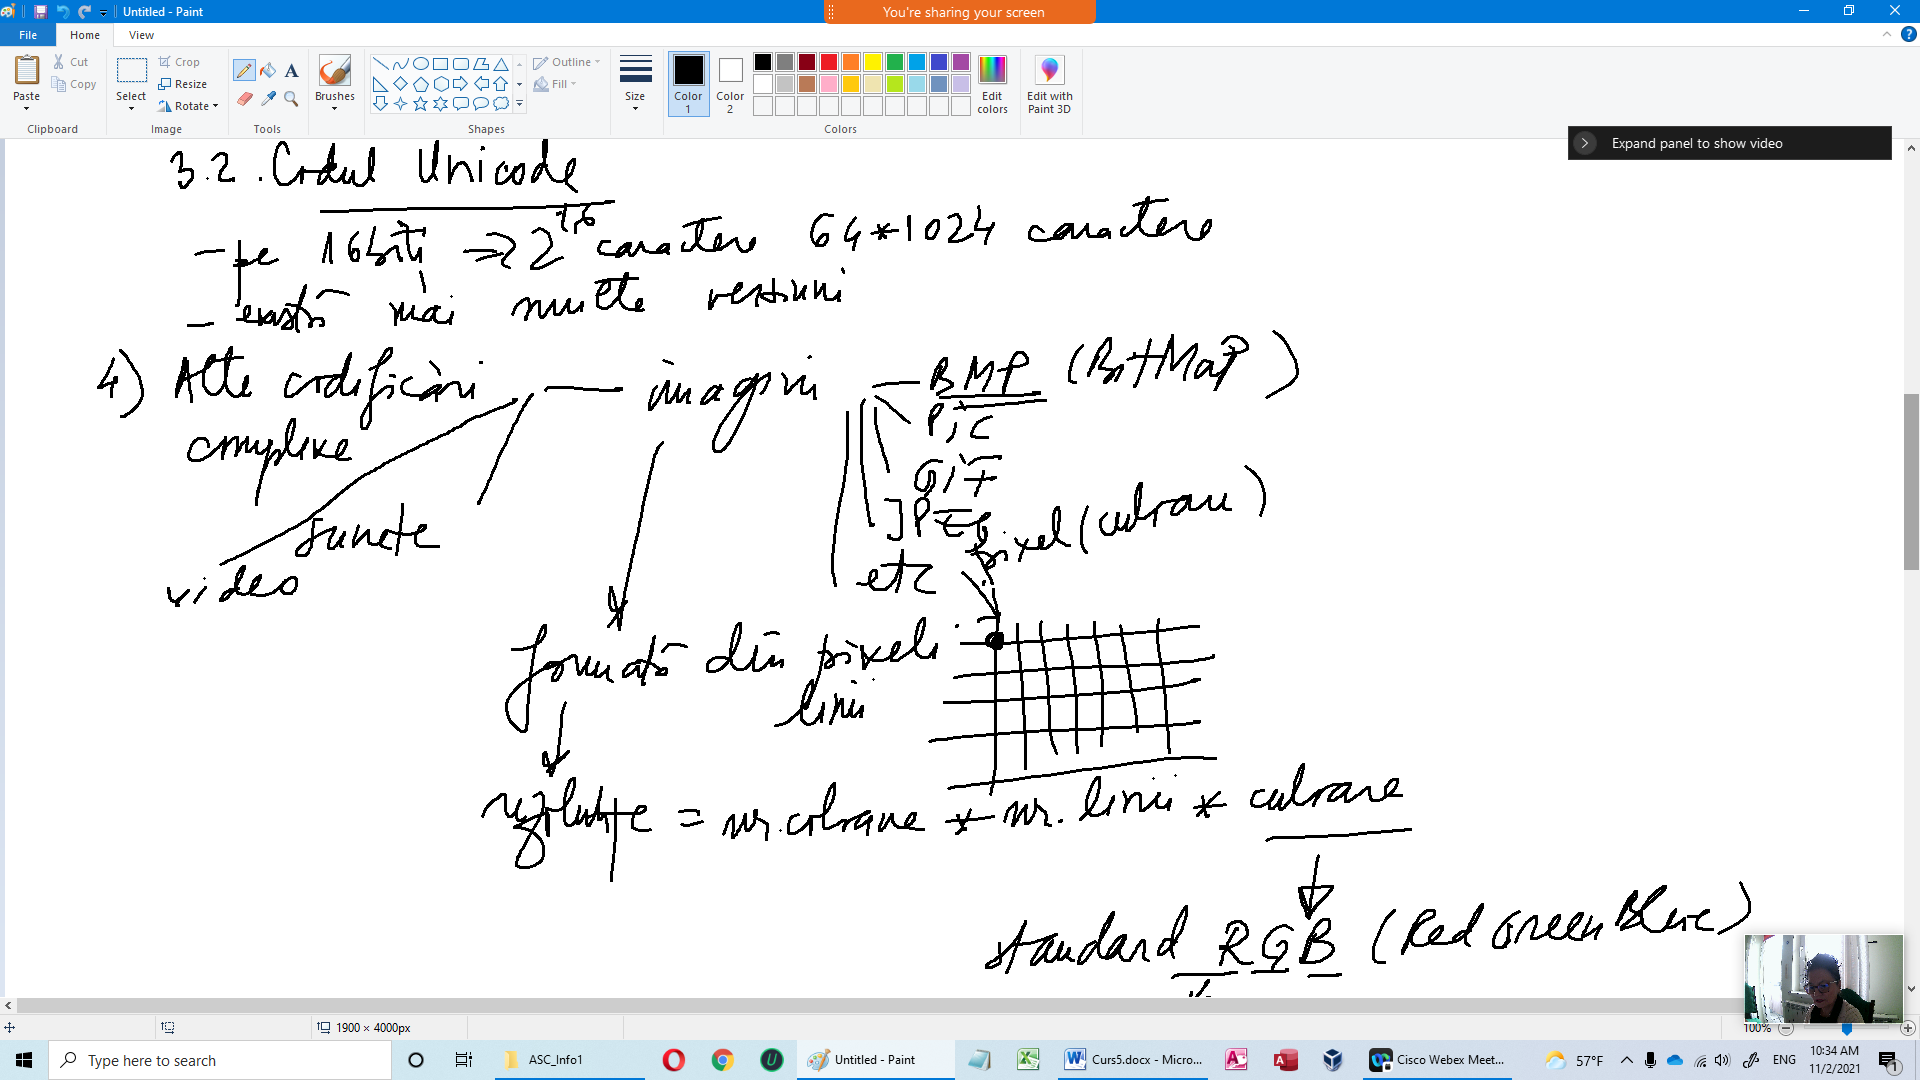 Untitled - Paint
You're sharing your screen
File Home View
Paste Cut Copy Select Crop Resize Rotate Brushes Outline Fill Size Color 1 Color 2 Edit colors Edit with Paint 3D
Clipboard Image Tools Shapes Colors
Expand panel to show video
3.2. Codul Unicode
- pe 16 biti => 2^16 caractere 64*1024 caractere
- există mai multe versiuni
4) Alte codificări — imagini — BMP (BitMaP)
complexe
PiC
GiF
JPEG
pixel (culoare)
sunete
etc
video
formată din pixeli
linii
rezoluție = nr. coloane * nr. linii * culoare
standard RGB (Red Green Blue)
1900 × 4000px
100%
Type here to search
ASC_Info1
Untitled - Paint
Curs5.docx - Micro...
Cisco Webex Meet...
57°F
ENG
10:34 AM
11/2/2021